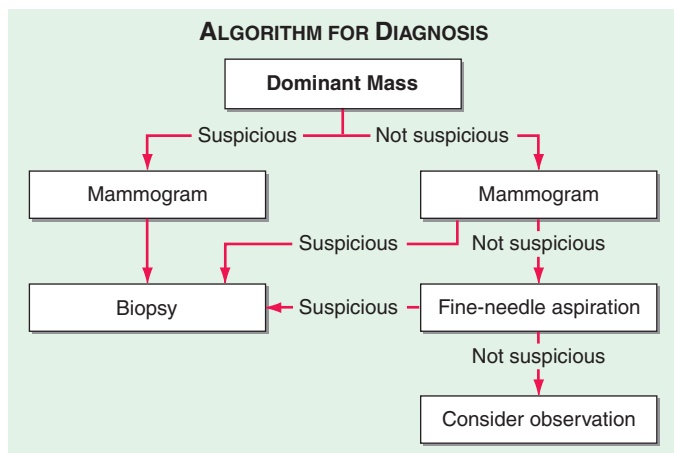 ALGORITHM FOR DIAGNOSIS
Dominant Mass
Suspicious
Not suspicious
Mammogram
Mammogram
Suspicious
Not suspicious
Biopsy
Suspicious
Fine-needle aspiration
Not suspicious
Consider observation